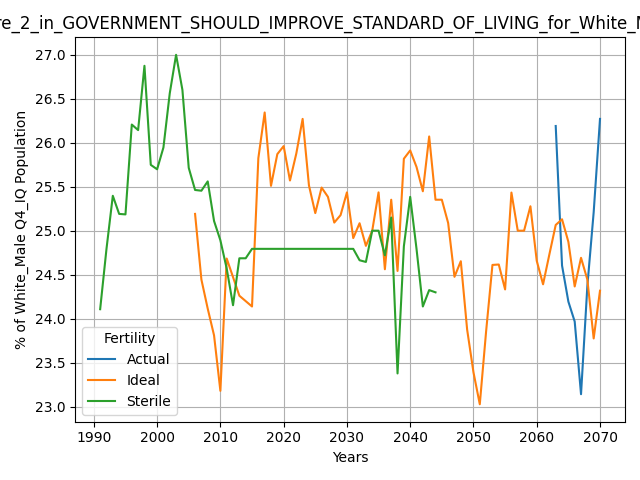 re_2_in_GOVERNMENT_SHOULD_IMPROVE_STANDARD_OF_LIVING_for_White_M
27.0
26.5
26.0
25.5
25.0
24.5
24.0
23.5
23.0
% of White_Male Q4_IQ Population
Fertility
Actual
Ideal
Sterile
1990 2000 2010 2020 2030 2040 2050 2060 2070
Years